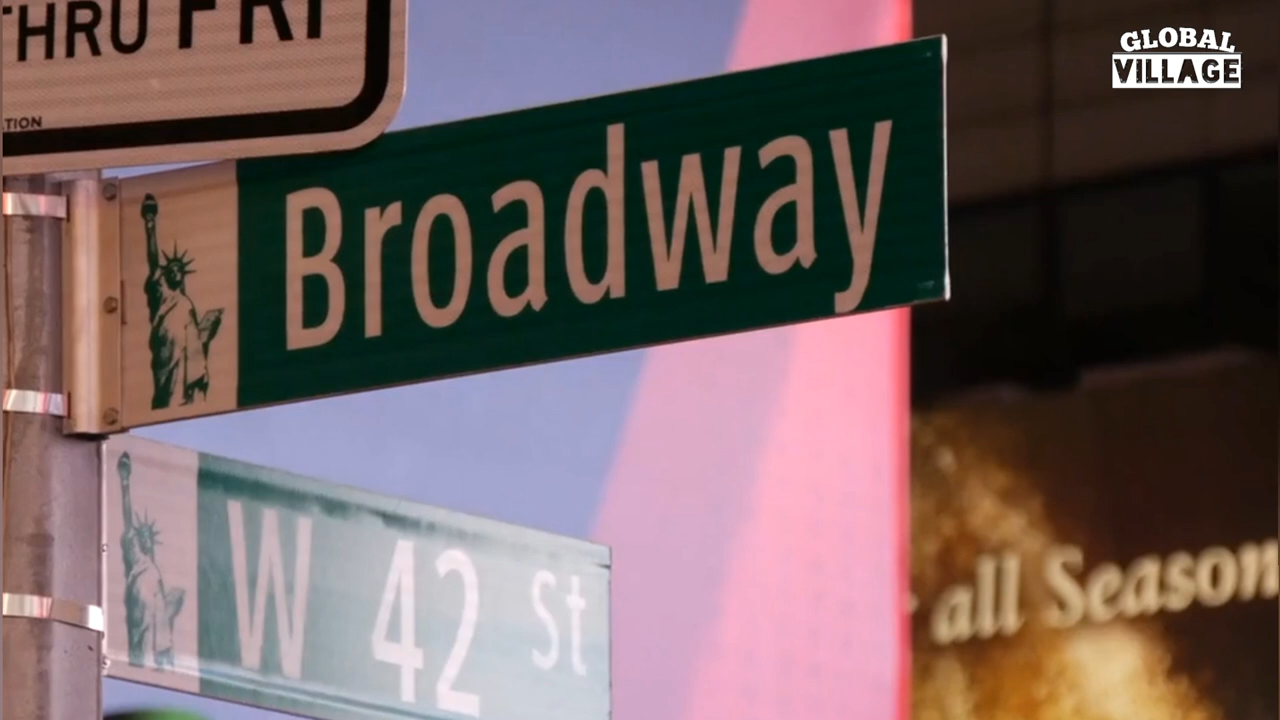 THRU FRI
GLOBAL
VILLAGE
Broadway
W 42 St
all Season